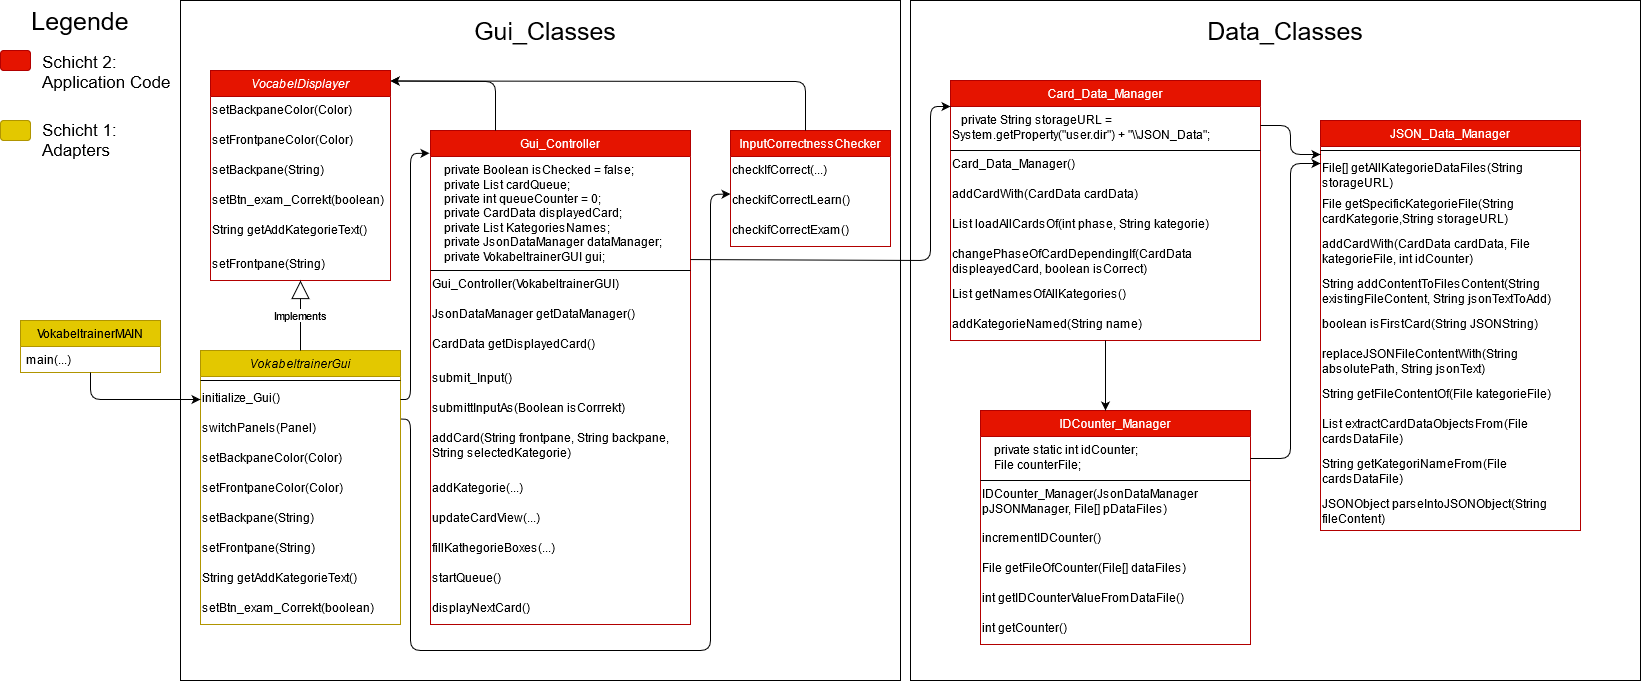 Legende
Schicht 2:
Application Code
Schicht 1:
Adapters
VokabeltrainerMAIN
main(...)
Gui_Classes
VocabelDisplayer
setBackpaneColor(Color)
setFrontpaneColor(Color)
setBackpane(String)
setBtn_exam_Correkt(boolean)
String getAddKategorieText()
setFrontpane(String)
Implements
VokabeltrainerGui
initialize_Gui()
switchPanels(Panel)
setBackpaneColor(Color)
setFrontpaneColor(Color)
setBackpane(String)
setFrontpane(String)
String getAddKategorieText()
setBtn_exam_Correkt(boolean)
Gui_Controller
private Boolean isChecked = false;
private List cardQueue;
private int queueCounter = 0;
private CardData displayedCard;
private List KategoriesNames;
private JsonDataManager dataManager;
private VokabeltrainerGUI gui;
Gui_Controller(VokabeltrainerGUI)
JsonDataManager getDataManager()
CardData getDisplayedCard()
submit_Input()
submittInputAs(Boolean isCorrrekt)
addCard(String frontpane, String backpane,
String selectedKategorie)
addKategorie(...)
updateCardView(...)
fillKathegorieBoxes(...)
startQueue()
displayNextCard()
InputCorrectnessChecker
checkIfCorrect(...)
checkifCorrectLearn()
checkifCorrectExam()
Data_Classes
Card_Data_Manager
private String storageURL =
System.getProperty("user.dir") + "\\JSON_Data";
Card_Data_Manager()
addCardWith(CardData cardData)
List loadAllCardsOf(int phase, String kategorie)
changePhaseOfCardDependingIf(CardData
displeayedCard, boolean isCorrect)
List getNamesOfAllKategories()
addKategorieNamed(String name)
IDCounter_Manager
private static int idCounter;
File counterFile;
IDCounter_Manager(JsonDataManager
pJSONManager, File[] pDataFiles)
incrementIDCounter()
File getFileOfCounter(File[] dataFiles)
int getIDCounterValueFromDataFile()
int getCounter()
JSON_Data_Manager
File[] getAllKategorieDataFiles(String
storageURL)
File getSpecificKategorieFile(String
cardKategorie,String storageURL)
addCardWith(CardData cardData, File
kategorieFile, int idCounter)
String addContentToFilesContent(String
existingFileContent, String jsonTextToAdd)
boolean isFirstCard(String JSONString)
replaceJSONFileContentWith(String
absolutePath, String jsonText)
String getFileContentOf(File kategorieFile)
List extractCardDataObjectsFrom(File
cardsDataFile)
String getKategoriNameFrom(File
cardsDataFile)
JSONObject parseIntoJSONObject(String
fileContent)